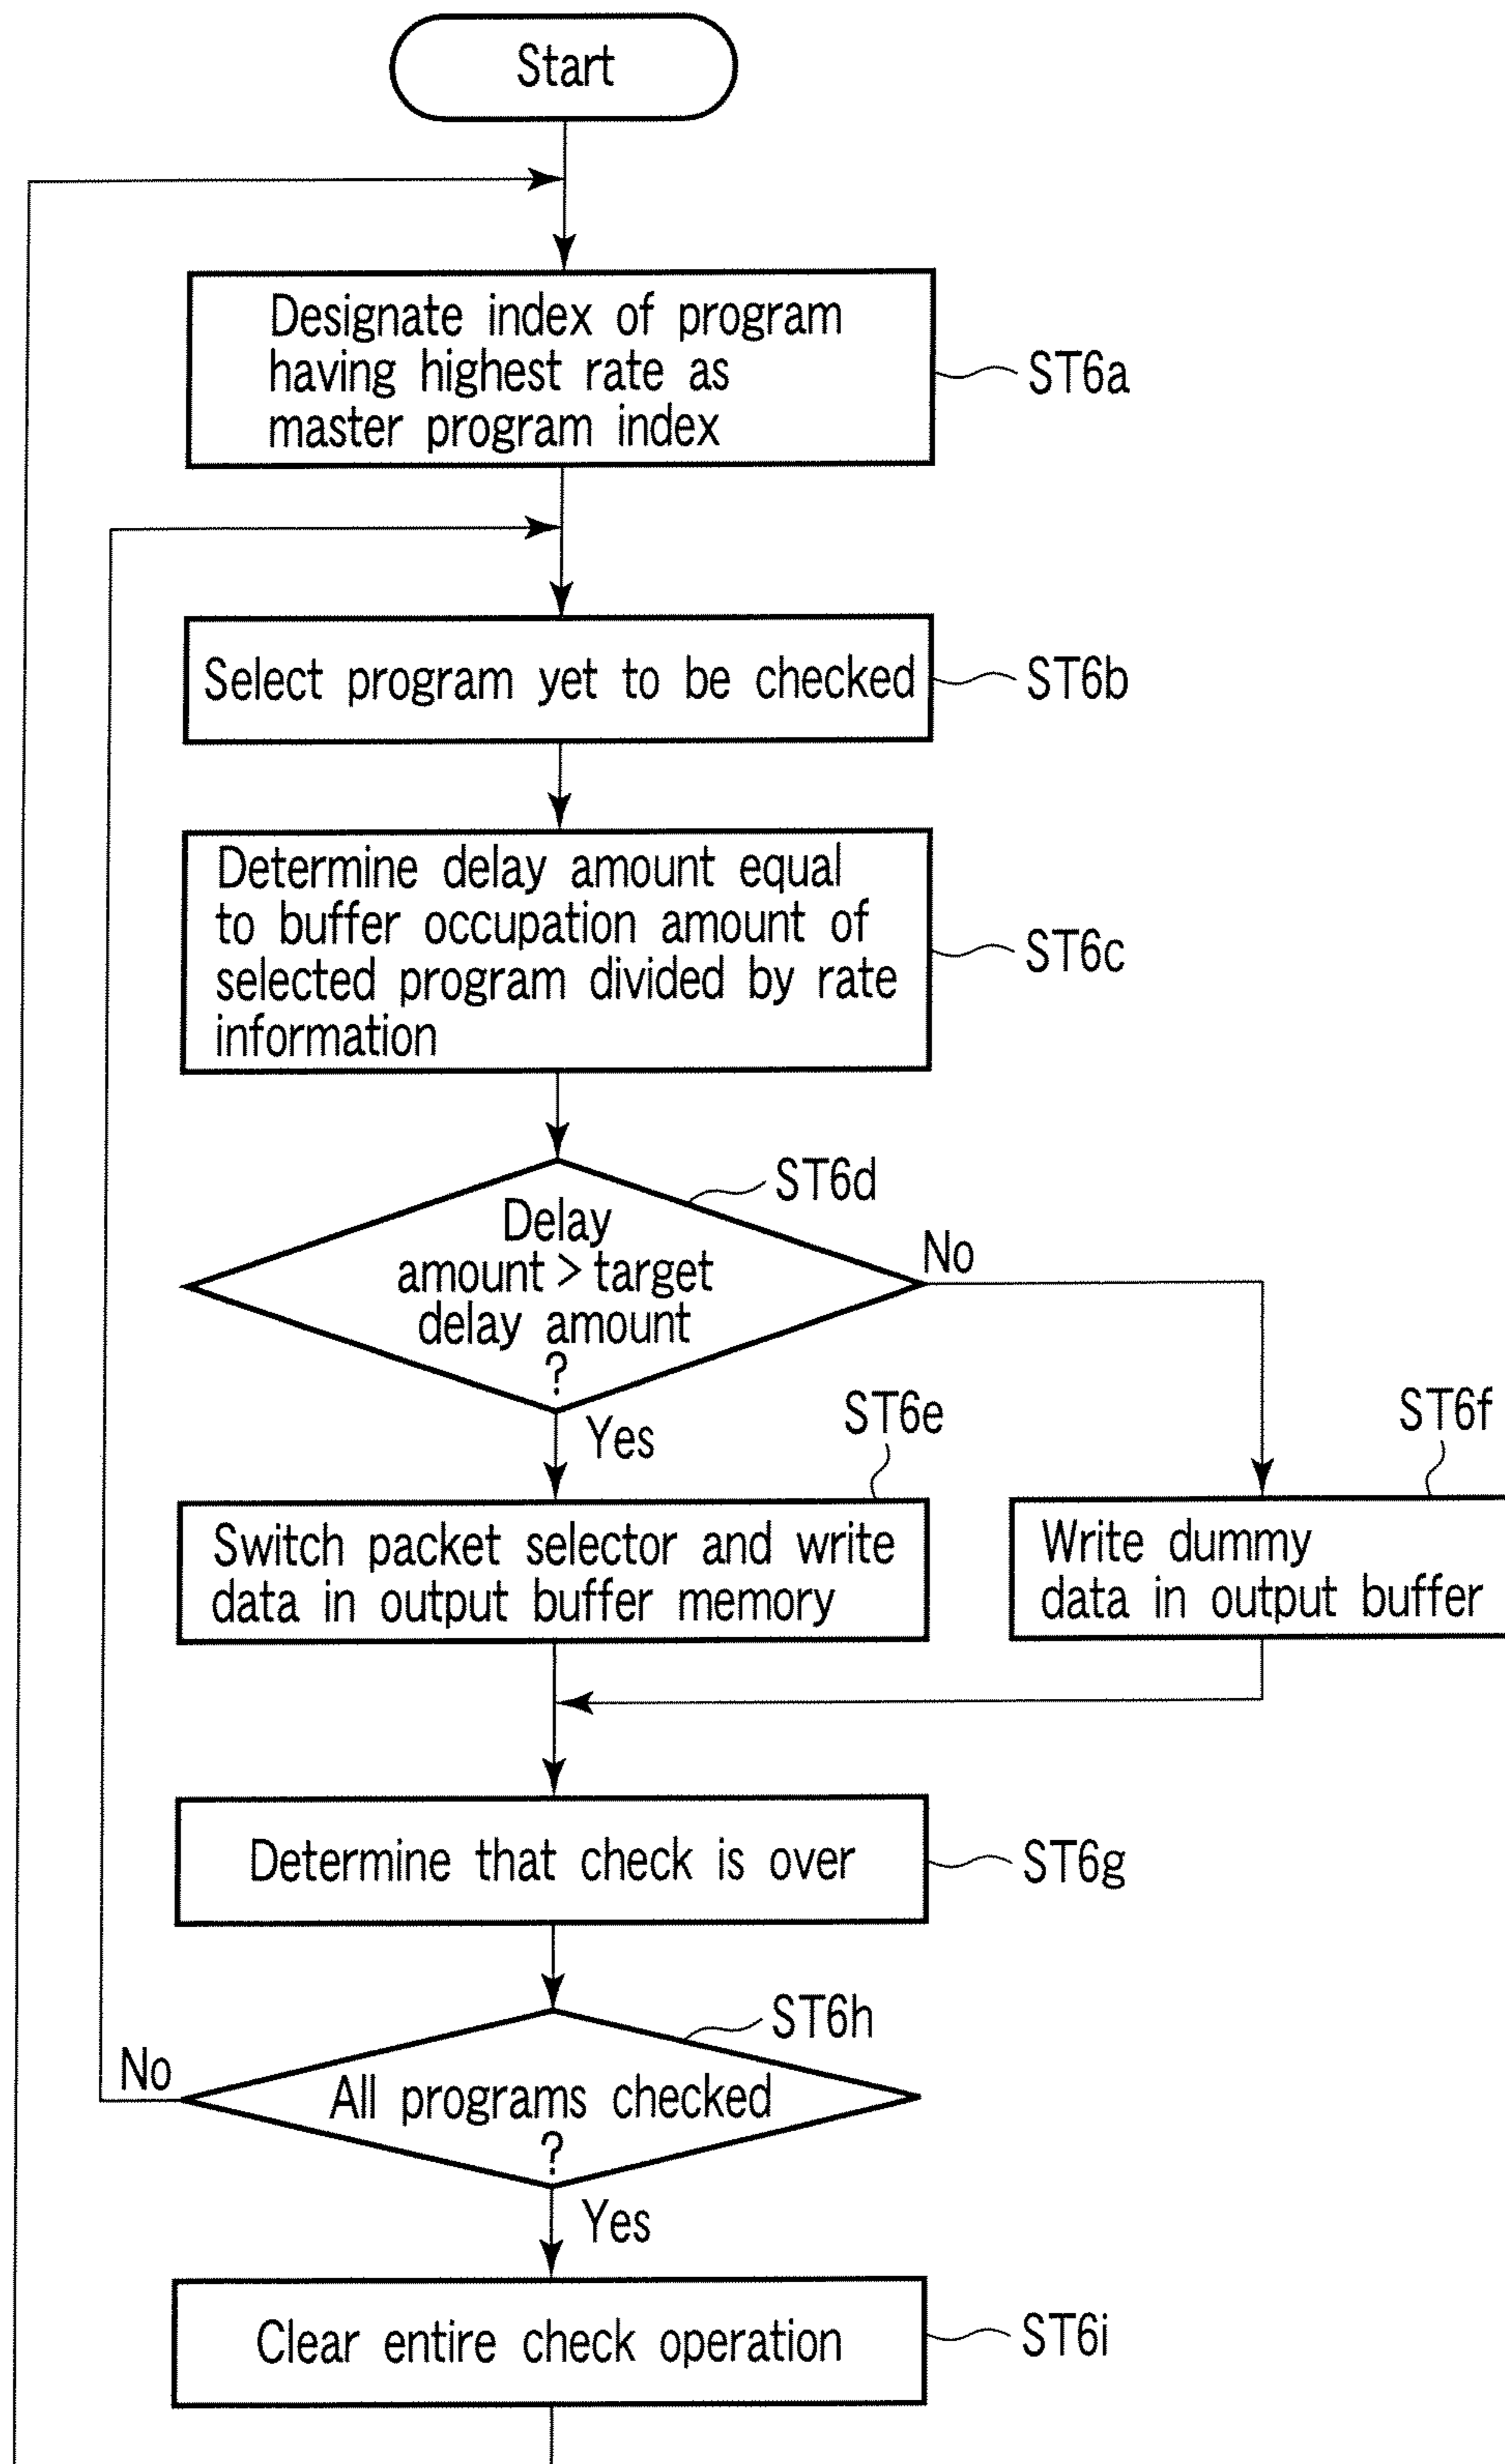 Start
Designate index of program
having highest rate as
master program index
ST6a
Select program yet to be checked
ST6b
Determine delay amount equal
to buffer occupation amount of
selected program divided by rate
information
ST6c
ST6d
Delay
amount > target
delay amount
?
No
Yes
ST6e
ST6f
Switch packet selector and write
data in output buffer memory
Write dummy
data in output buffer
Determine that check is over
ST6g
ST6h
No
All programs checked
?
Yes
Clear entire check operation
ST6i